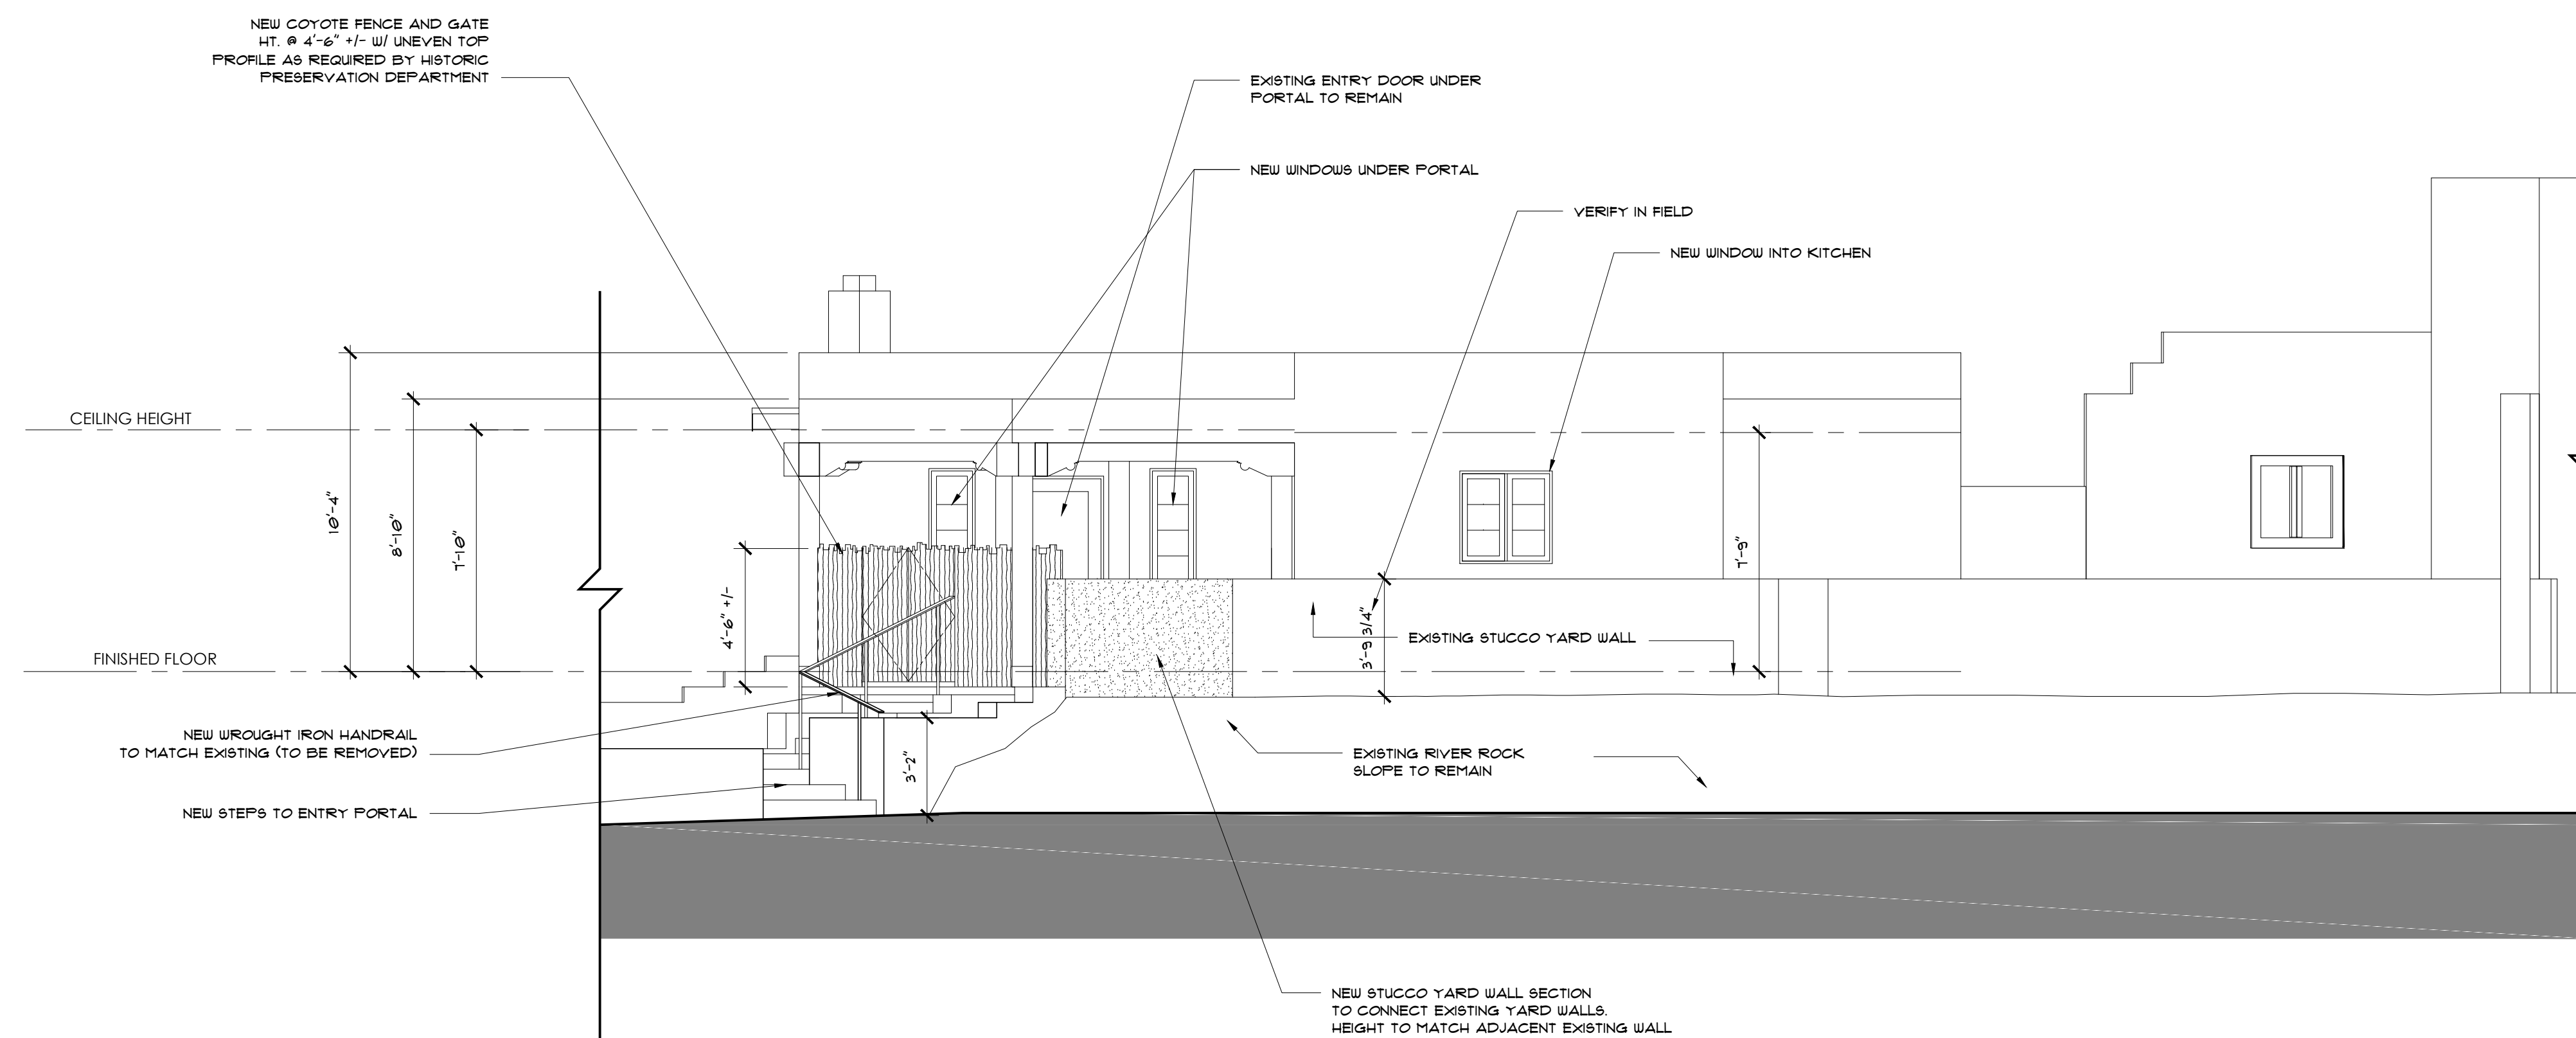 NEW COYOTE FENCE AND GATE
HT. @ 4'-6" +/- W/ UNEVEN TOP
PROFILE AS REQUIRED BY HISTORIC
PRESERVATION DEPARTMENT
EXISTING ENTRY DOOR UNDER
PORTAL TO REMAIN
NEW WINDOWS UNDER PORTAL
VERIFY IN FIELD
NEW WINDOW INTO KITCHEN
CEILING HEIGHT
10'-4"
8'-10"
7'-10"
7'-9"
4'-6" +/-
3'-9 3/4"
EXISTING STUCCO YARD WALL
FINISHED FLOOR
NEW WROUGHT IRON HANDRAIL
TO MATCH EXISTING (TO BE REMOVED)
3'-2"
EXISTING RIVER ROCK
SLOPE TO REMAIN
NEW STEPS TO ENTRY PORTAL
NEW STUCCO YARD WALL SECTION
TO CONNECT EXISTING YARD WALLS.
HEIGHT TO MATCH ADJACENT EXISTING WALL